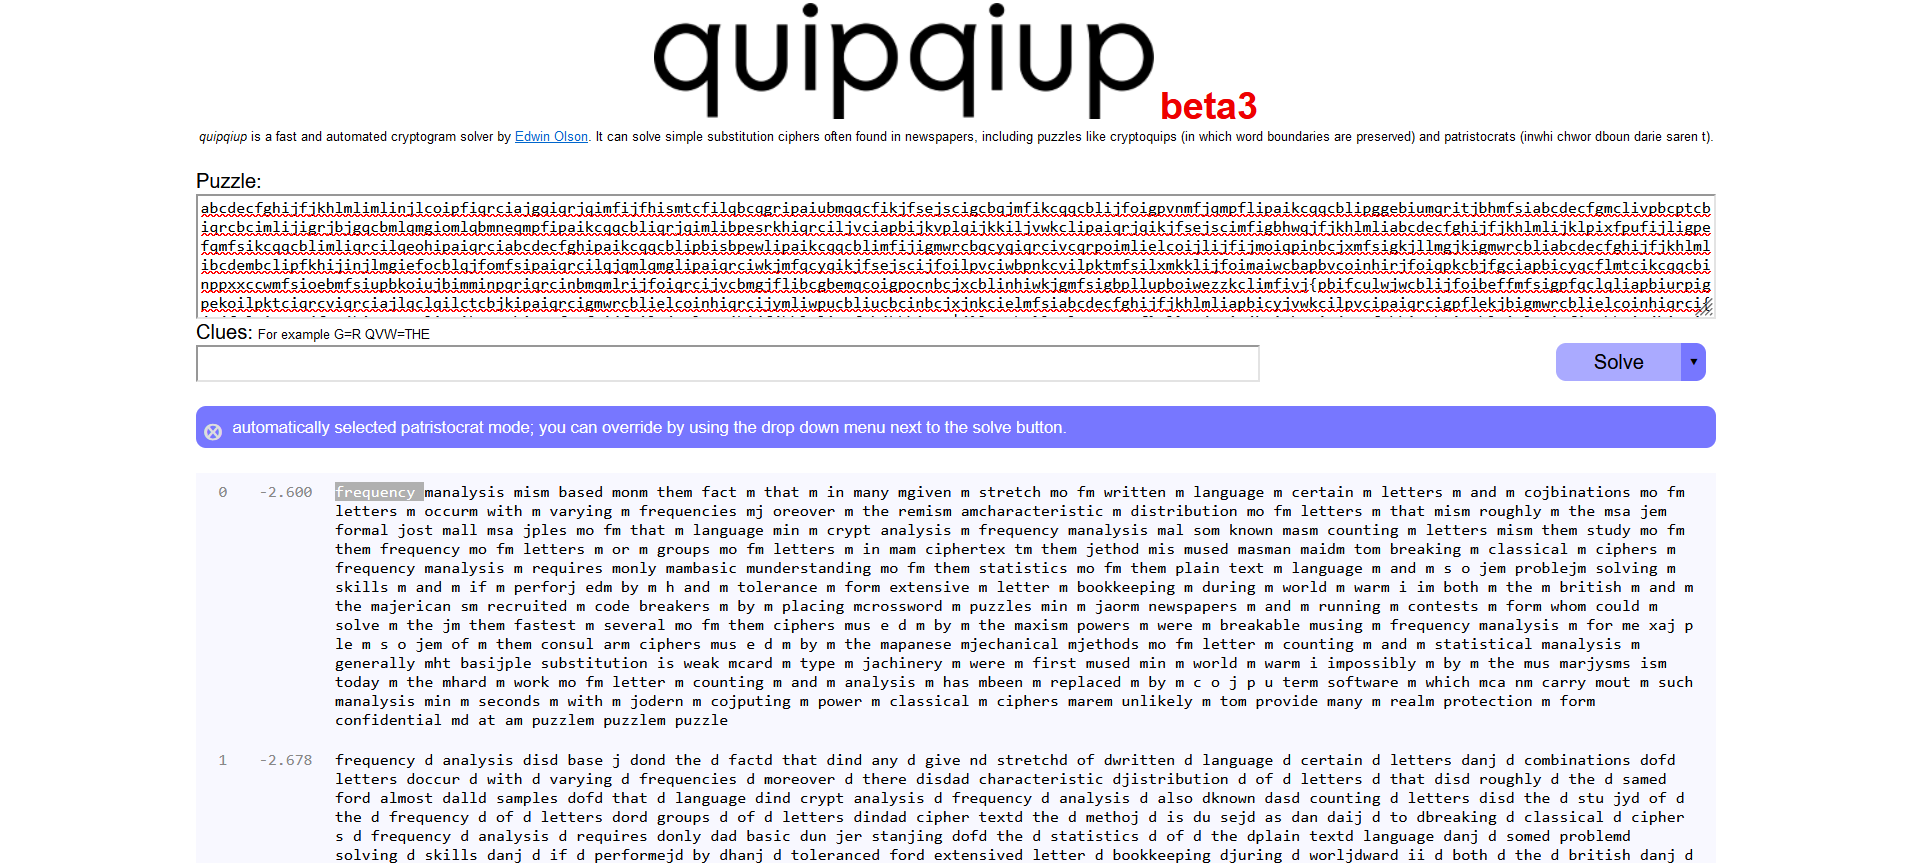 quipqiup
beta3
quipqiup is a fast and automated cryptogram solver by Edwin Olson. It can solve simple substitution ciphers often found in newspapers, including puzzles like cryptoquips (in which word boundaries are preserved) and patristocrats (inwhi chwor dboun darie saren t).
Puzzle:
abcdecfghijfjkhlmlimlinjlcoipfiqrciajgqiqrjqimfijfhismtcfilqbcqgripaiubmqqcfikjfsejscigcbqjmfikcqqcblijfoigpvnmfjqmpflipaikcqqcblipggebiumqritjbhmfsiabcdecfgmclivpbcptcb
iqrcbcimlijigrjbjgqcbmlqmgiomlqbmneqmpfipaikcqqcbliqrjqimlibpesrkhiqrciljvciapbijkvplqijkkiljvwkclipaiqrjqikjfsejscimfigbhwqjfjkhlmliabcdecfghijfjkhlmlijklpixfpufijligpe
fqmfsikcqqcblimliqrcilqeohipaiqrciabcdecfghipaikcqqcblipbisbpewlipaikcqqcblimfijigmwrcbqcyqiqrcivcqrpoimlielcoijlijfijmoiqpinbcjxmfsigkjllmgjkigmwrcbliabcdecfghijfjkhlml
ibcdembclipfkhijinjlmgiefocblqjfomfsipaiqrcilqjqmlqmglipaiqrciwkjmfqcyqikjfsejscijfoilpvciwbpnkcvilpktmfsilxmkklijfoimaiwcbapbvcoinhirjfoiqpkcbjfgciapbicyqcflmtcikcqqcbi
nppxxccwmfsioebmfsiupbkoiujbimminpqriqrcinbmqmlrijfoiqrcijvcbmgjflibcgbemqcoigpocnbcjxcblinhiwkjgmfsigbpllupboiwezzkclimfivj{pbifculwjwcblijfoibeffmfsigpfqclqliapbiurpig
pekoilpktciqrcviqrciajlqclqilctcbjkipaiqrcigmwrcblielcoinhiqrcijymliwpucbliucbcinbcjxjnkcielmfsiabcdecfghijfjkhlmliapbicyjvwkcilpvcipaiqrcigpflekjbigmwrcblielcoinhiqrci{
Clues: For example G=R QVW=THE
Solve
automatically selected patristocrat mode; you can override by using the drop down menu next to the solve button.
0 -2.600 frequency manalysis mism based monm them fact m that m in many mgiven m stretch mo fm written m language m certain m letters m and m cojbinations mo fm
letters m occurm with m varying m frequencies mj oreover m the remism amcharacteristic m distribution mo fm letters m that mism roughly m the msa jem
formal jost mall msa jples mo fm that m language min m crypt analysis m frequency manalysis mal som known masm counting m letters mism them study mo fm
them frequency mo fm letters m or m groups mo fm letters m in mam ciphertex tm them jethod mis mused masman maidm tom breaking m classical m ciphers m
frequency manalysis m requires monly mambasic munderstanding mo fm them statistics mo fm them plain text m language m and m s o jem problejm solving m
skills m and m if m perforj edm by m h and m tolerance m form extensive m letter m bookkeeping m during m world m warm i im both m the m british m and m
the majerican sm recruited m code breakers m by m placing mcrossword m puzzles min m jaorm newspapers m and m running m contests m form whom could m
solve m the jm them fastest m several mo fm them ciphers mus e d m by m the maxism powers m were m breakable musing m frequency manalysis m for me xaj p
le m s o jem of m them consul arm ciphers mus e d m by m the mapanese mjechanical mjethods mo fm letter m counting m and m statistical manalysis m
generally mht basijple substitution is weak mcard m type m jachinery m were m first mused min m world m warm i impossibly m by m the mus marjysms ism
today m the mhard m work mo fm letter m counting m and m analysis m has mbeen m replaced m by m c o j p u term software m which mca nm carry mout m such
manalysis min m seconds m with m jodern m cojputing m power m classical m ciphers marem unlikely m tom provide many m realm protection m form
confidential md at am puzzlem puzzlem puzzle
1 -2.678 frequency d analysis disd base j dond the d factd that dind any d give nd stretchd of dwritten d language d certain d letters danj d combinations dofd
letters doccur d with d varying d frequencies d moreover d there disdad characteristic djistribution d of d letters d that disd roughly d the d samed
ford almost dalld samples dofd that d language dind crypt analysis d frequency d analysis d also dknown dasd counting d letters disd the d stu jyd of d
the d frequency d of d letters dord groups d of d letters dindad cipher textd the d methoj d is du sejd as dan daij d to dbreaking d classical d cipher
s d frequency d analysis d requires donly dad basic dun jer stanjing dofd the d statistics d of d the dplain textd language danj d somed problemd
solving d skills danj d if d performejd by dhanj d toleranced ford extensived letter d bookkeeping djuring d worljdward ii d both d the d british danj d